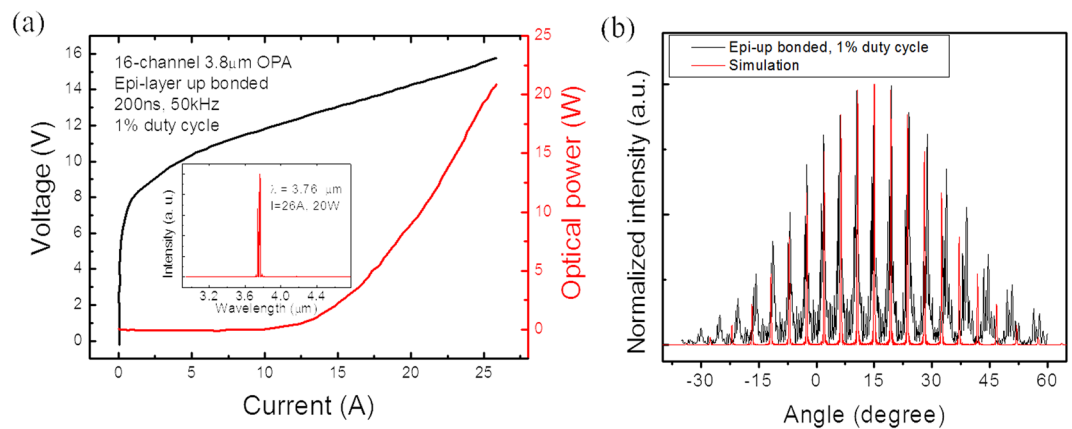 (a)
16-channel 3.8μm OPA
Epi-layer up bonded
200ns, 50kHz
1% duty cycle
Voltage (V)
16
14
12
10
8
6
4
2
0
0 5 10 15 20 25
Current (A)
Optical power (W)
25
20
15
10
5
0
λ = 3.76 μm
I=26A, 20W
Intensity (a. u.)
3.2 3.6 4.0 4.4
Wavelength (μm)
(b)
Epi-up bonded, 1% duty cycle
Simulation
Normalized intensity (a.u.)
-30 -15 0 15 30 45 60
Angle (degree)